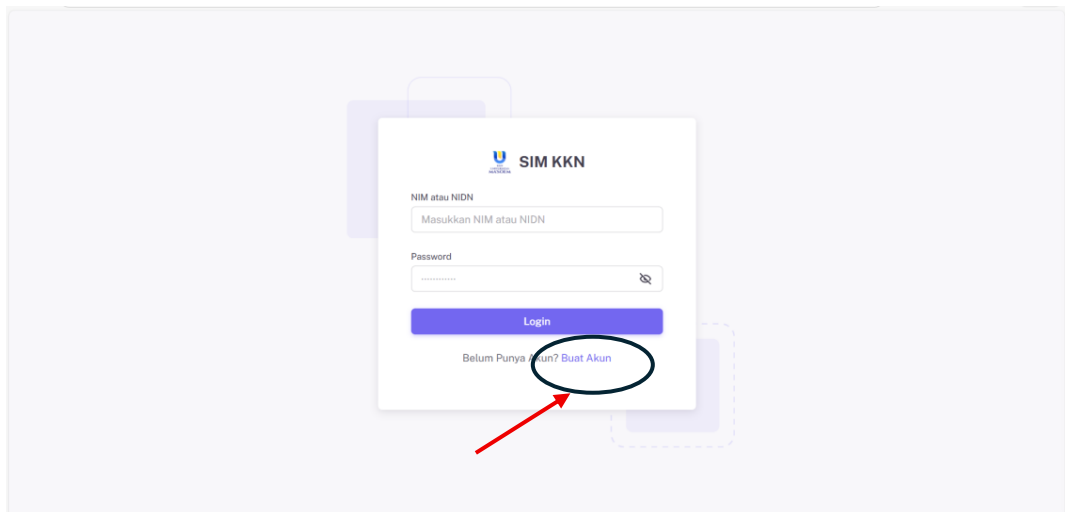 SIM KKN
NIM atau NIDN
Masukkan NIM atau NIDN
Password
Login
Belum Punya Akun? Buat Akun